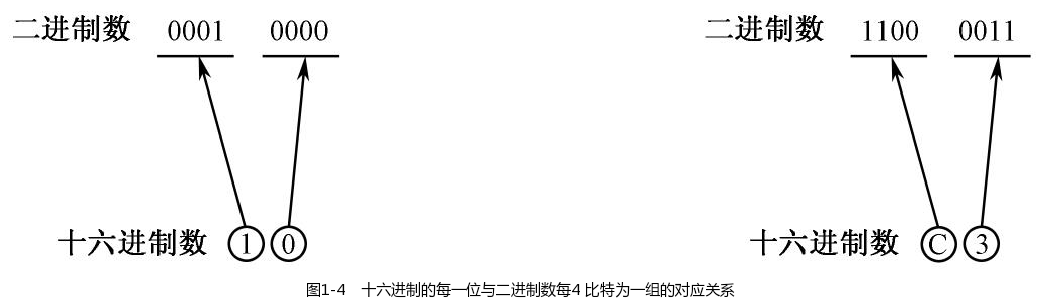 二进制数 0001 0000
二进制数 1100 0011
十六进制数 1 0
十六进制数 C 3
图1-4 十六进制的每一位与二进制数每4 比特为一组的对应关系